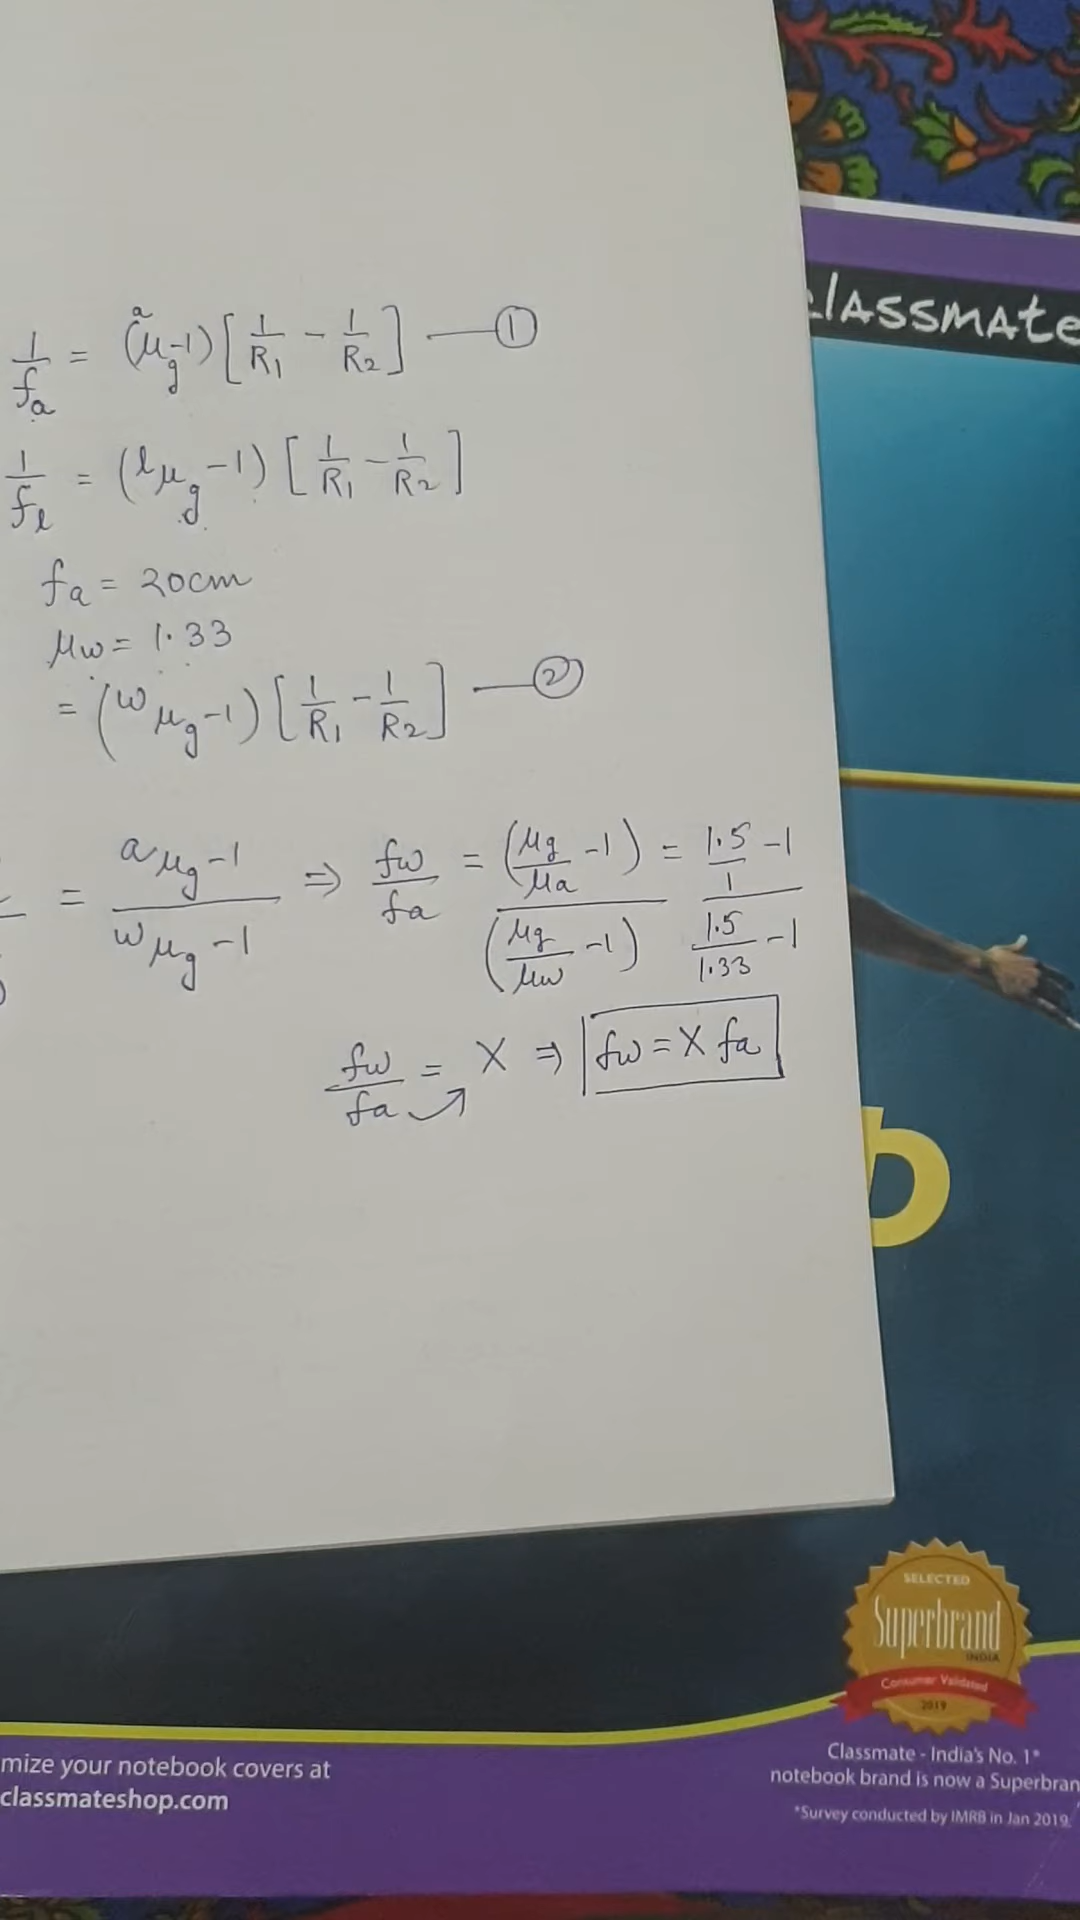 classmate
1/fₐ = (ᵃμg-1)[1/R₁ - 1/R₂] —①
1/fₗ = (ˡμg-1)[1/R₁ - 1/R₂]
fa = 20cm
μw = 1.33
= (ʷμg-1)[1/R₁ - 1/R₂] —②
= (aμg-1)/(wμg-1) ⇒ fw/fa = (μg/μa -1)/(μg/μw -1) = (1.5/1 -1)/(1.5/1.33 -1)
fw/fa = X ⇒ fw = X fa
b
SELECTED
Superbrand
INDIA
Consumer Validated
2019
mize your notebook covers at
classmateshop.com
Classmate - India's No. 1*
notebook brand is now a Superbran
*Survey conducted by IMRB in Jan 2019.